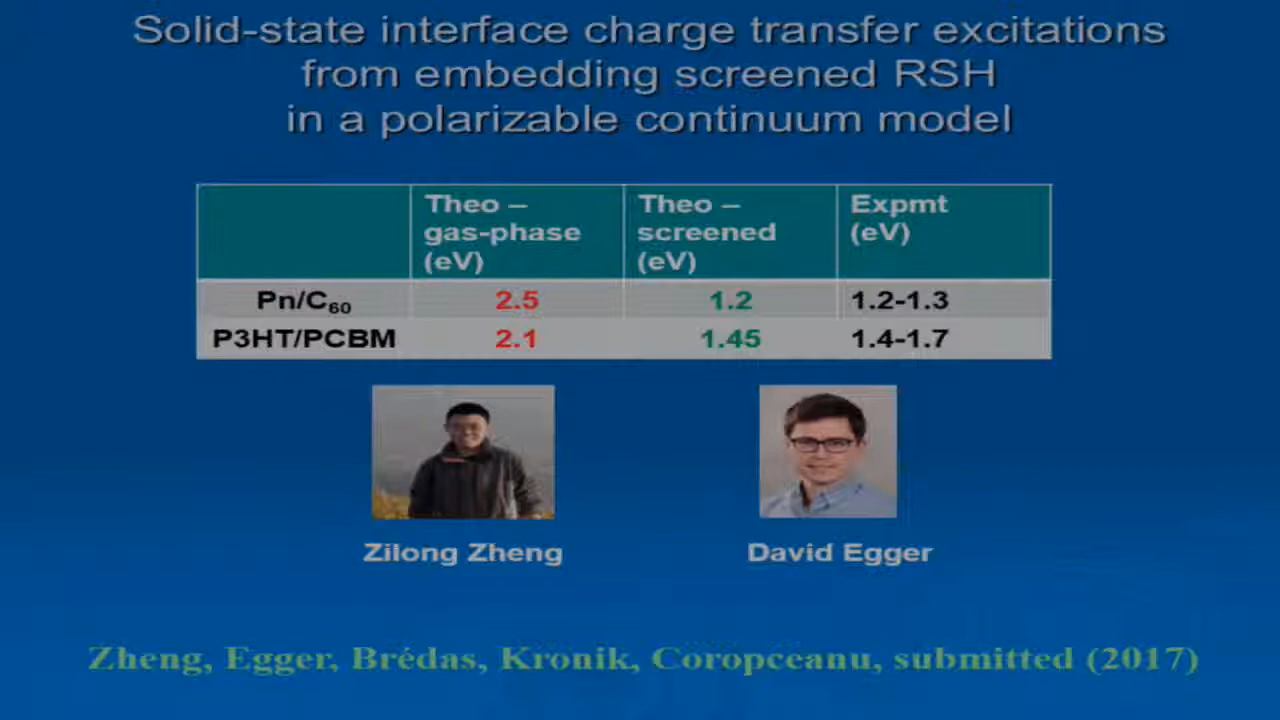 Solid-state interface charge transfer excitations
from embedding screened RSH
in a polarizable continuum model
Theo – gas-phase (eV) Theo – screened (eV) Expmt (eV)
Pn/C₆₀ 2.5 1.2 1.2-1.3
P3HT/PCBM 2.1 1.45 1.4-1.7
Zilong Zheng David Egger
Zheng, Egger, Brédas, Kronik, Coropceanu, submitted (2017)